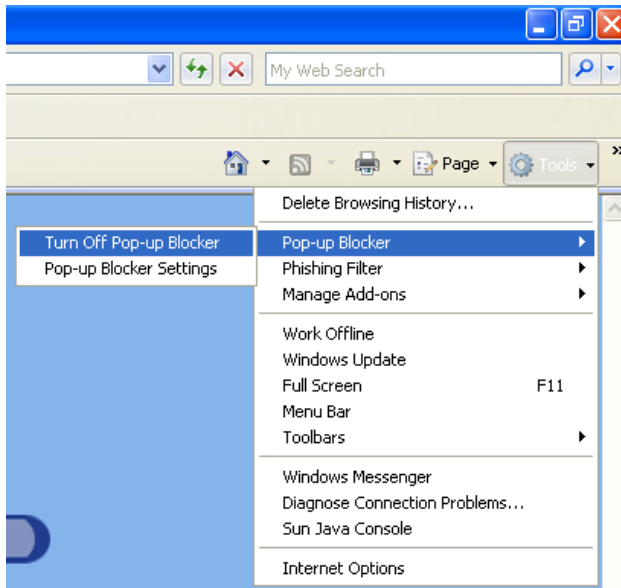 My Web Search
Page Tools »
Delete Browsing History...
Turn Off Pop-up Blocker Pop-up Blocker
Pop-up Blocker Settings Phishing Filter
Manage Add-ons
Work Offline
Windows Update
Full Screen F11
Menu Bar
Toolbars
Windows Messenger
Diagnose Connection Problems...
Sun Java Console
Internet Options